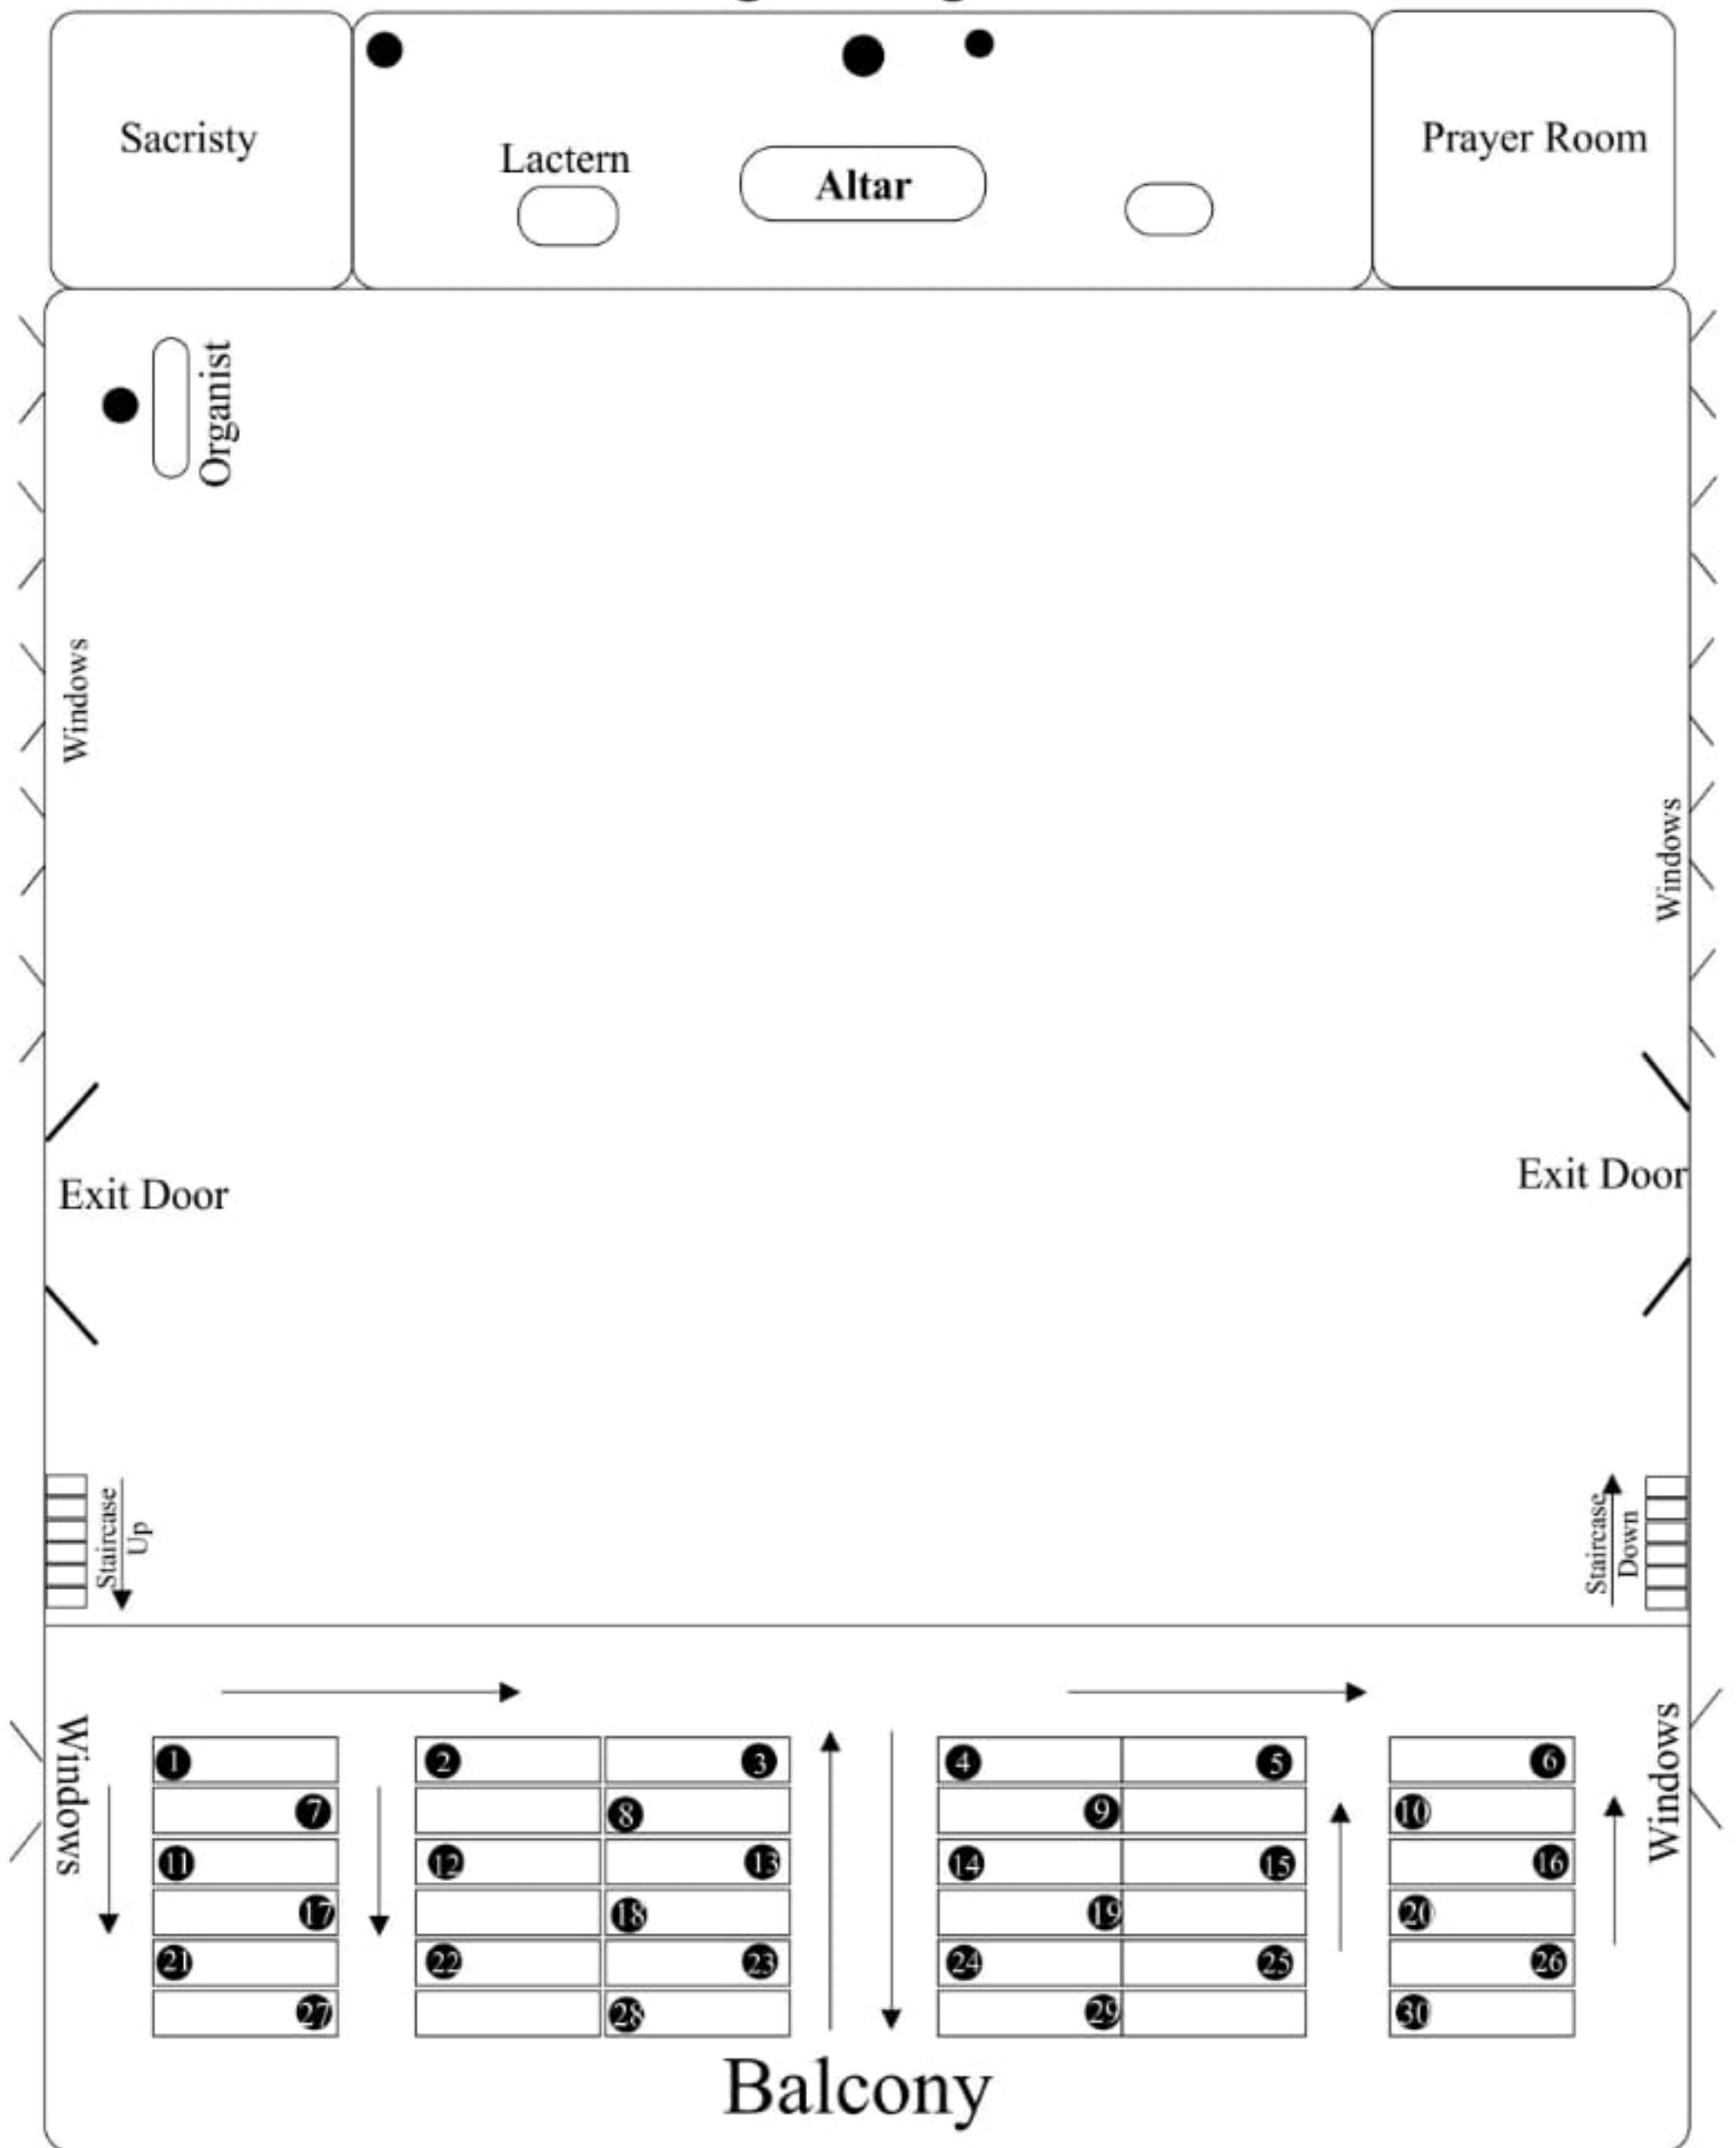 Sacristy
Lactern
Altar
Prayer Room
Organist
Windows
Windows
Exit Door
Exit Door
Staircase
Up
Staircase
Down
Windows
Windows
1 2 3 4 5 6
7 8 9 10
11 12 13 14 15 16
17 18 19 20
21 22 23 24 25 26
27 28 29 30
Balcony